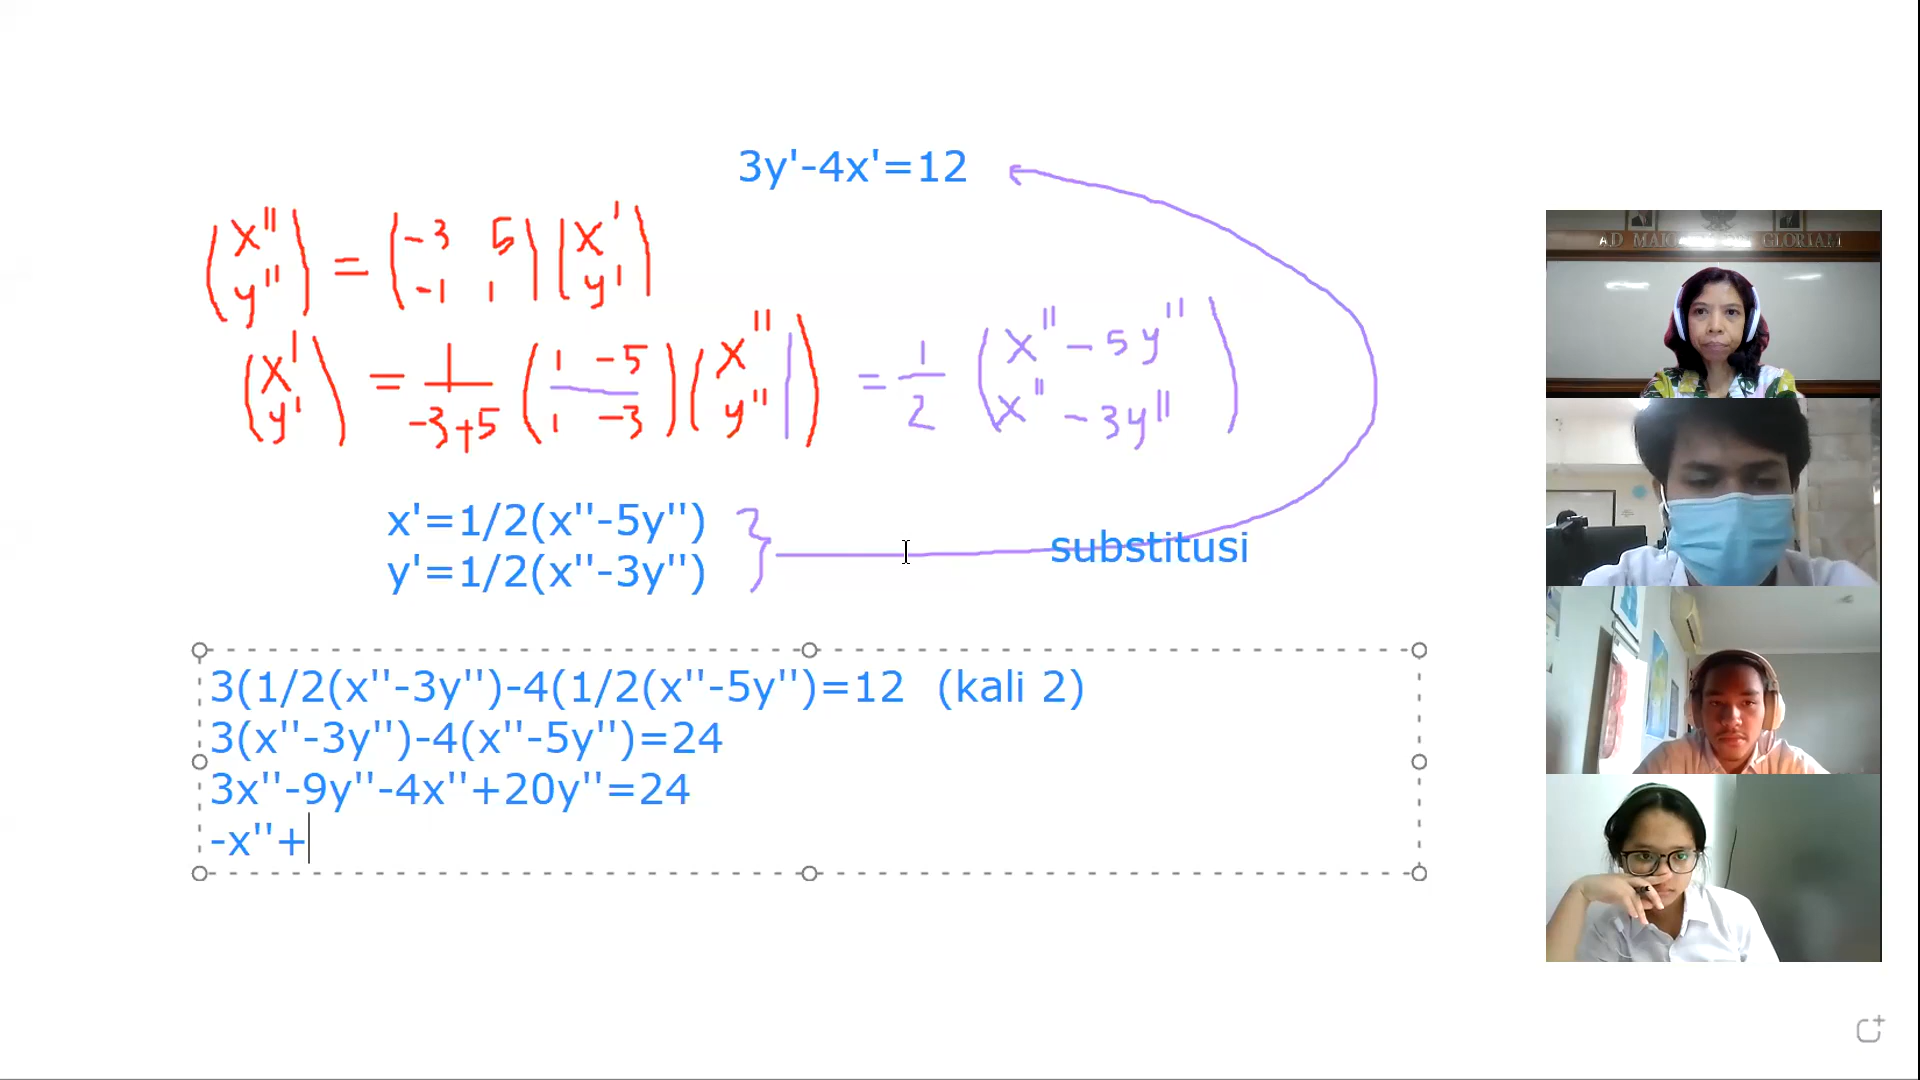 3y'-4x'=12
(x'' y'') = (-3 5 -1 1) (x' y')
(x' y') = 1/-3+5 (1 -5 1 -3) (x'' y'') = 1/2 (x''-5y'' x''-3y'')
x'=1/2(x''-5y'')
y'=1/2(x''-3y'')
substitusi
3(1/2(x''-3y'')-4(1/2(x''-5y'')=12 (kali 2)
3(x''-3y'')-4(x''-5y'')=24
3x''-9y''-4x''+20y''=24
-x''+
AD GLORIAM